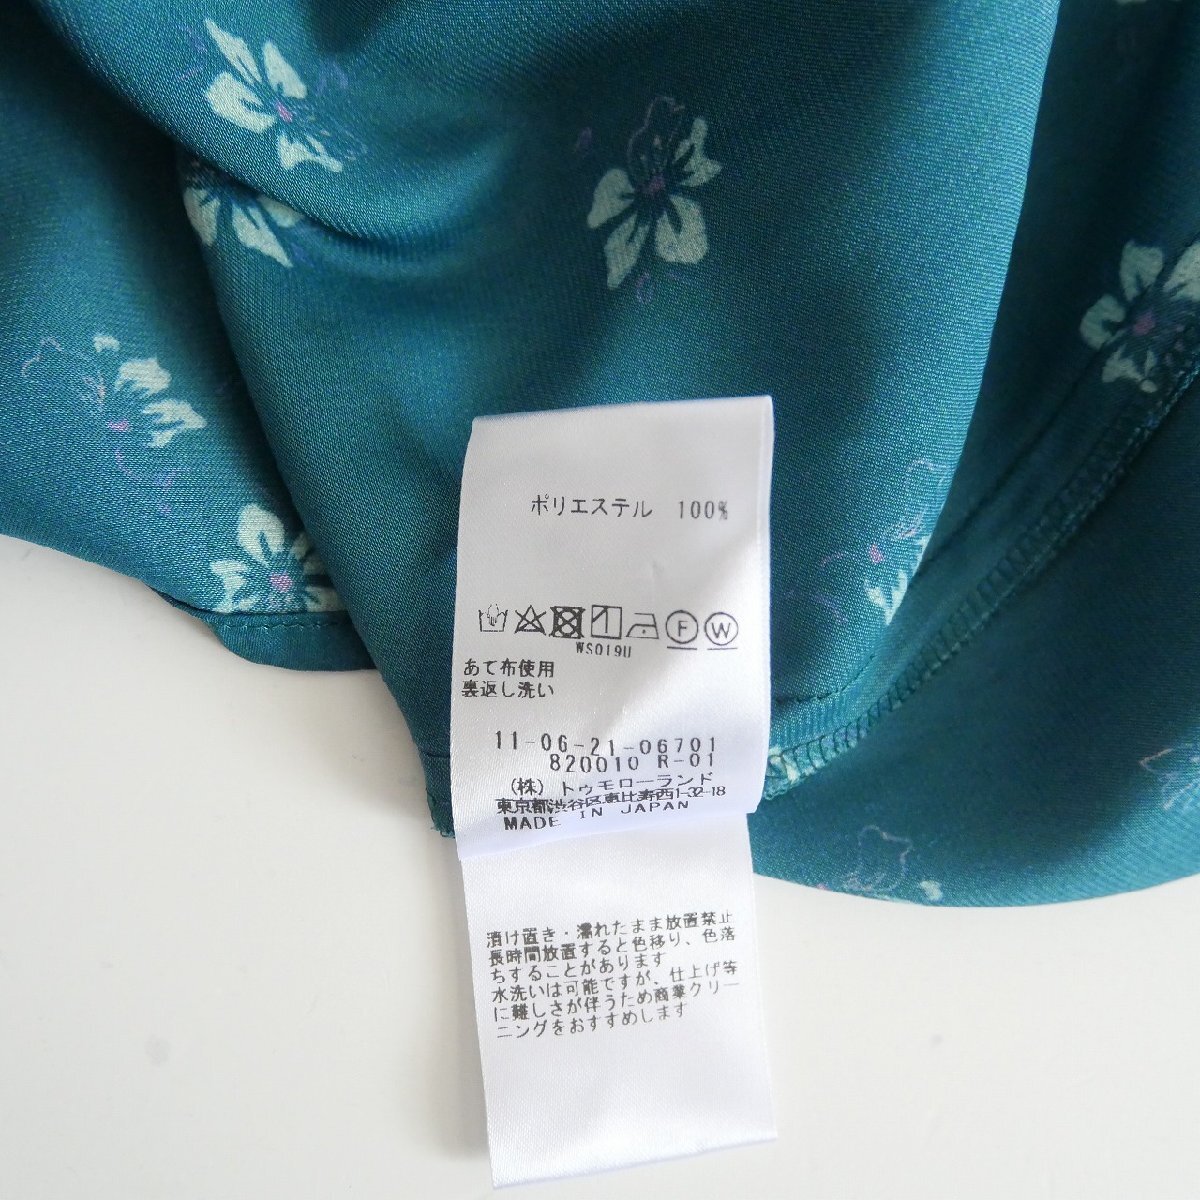 ポリエステル 100%
F W
WS019U
あて布使用
裏返し洗い
11-06-21-06701
820010 R-01
(株) トゥモローランド
東京都渋谷区恵比寿西1-32-18
MADE IN JAPAN
漬け置き・濡れたまま放置禁止
長時間放置すると色移り、色落
ちすることがあります
水洗いは可能ですが、仕上げ等
に難しさが伴うため商業クリー
ニングをおすすめします